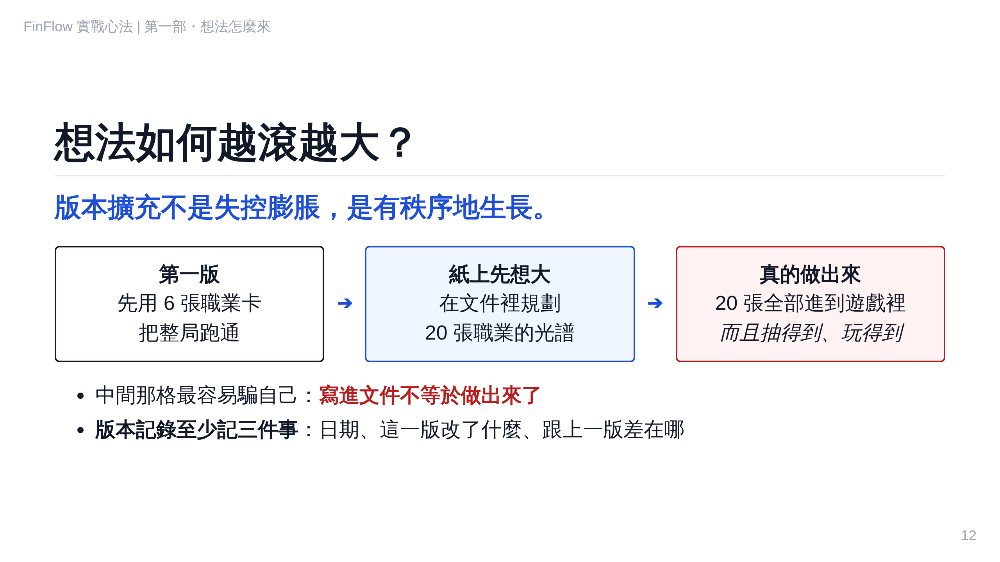 FinFlow 實戰心法 | 第一部・想法怎麼來
想法如何越滾越大？
版本擴充不是失控膨脹，是有秩序地生長。
第一版
先用 6 張職業卡
把整局跑通
➔
紙上先想大
在文件裡規劃
20 張職業的光譜
➔
真的做出來
20 張全部進到遊戲裡
而且抽得到、玩得到
• 中間那格最容易騙自己：寫進文件不等於做出來了
• 版本記錄至少記三件事：日期、這一版改了什麼、跟上一版差在哪
12